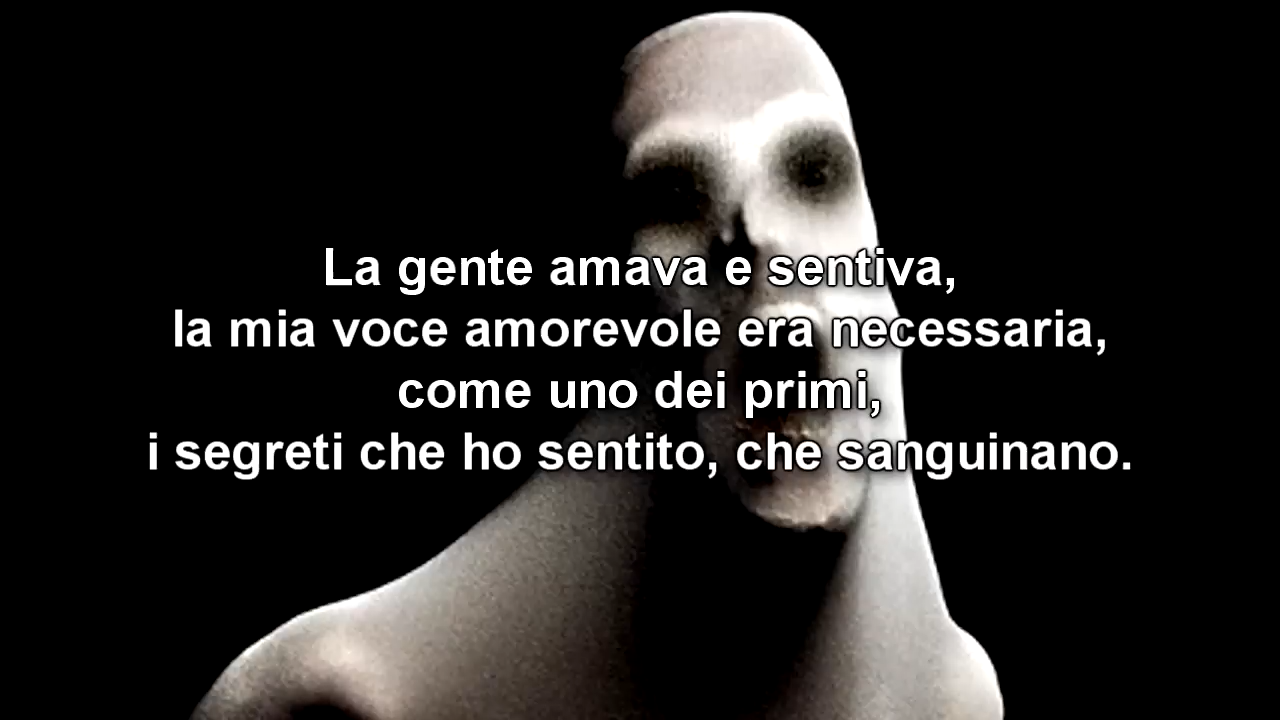 La gente amava e sentiva,
la mia voce amorevole era necessaria,
come uno dei primi,
i segreti che ho sentito, che sanguinano.